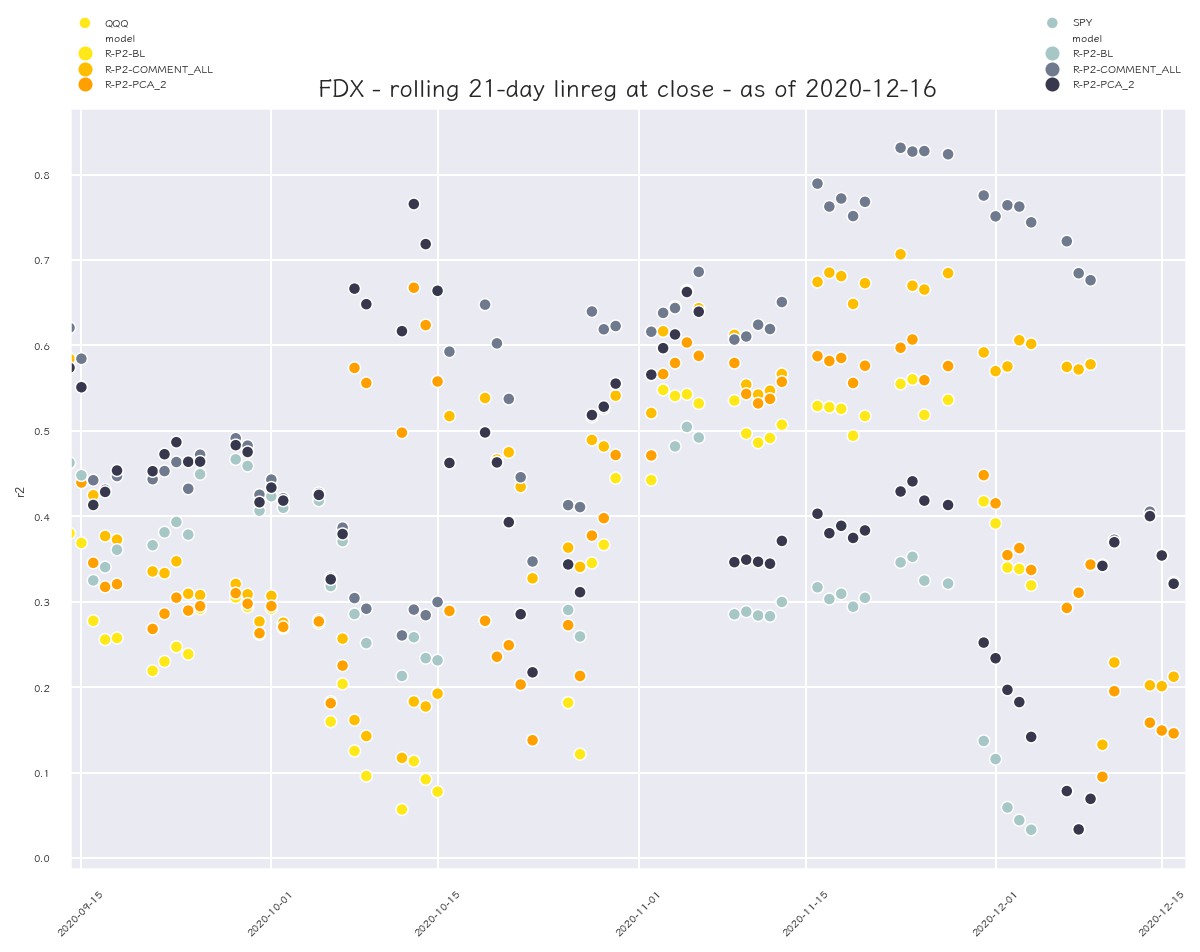 QQQ
model
R-P2-BL
R-P2-COMMENT_ALL
R-P2-PCA_2
SPY
model
R-P2-BL
R-P2-COMMENT_ALL
R-P2-PCA_2
FDX - rolling 21-day linreg at close - as of 2020-12-16
0.8
0.7
0.6
0.5
r2
0.4
0.3
0.2
0.1
0.0
2020-09-15
2020-10-01
2020-10-15
2020-11-01
2020-11-15
2020-12-01
2020-12-15